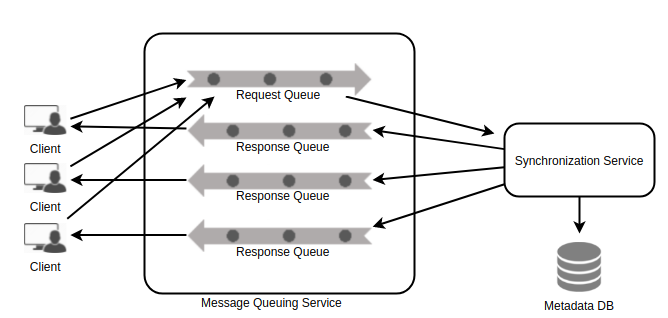 Request Queue
Client
Response Queue
Synchronization Service
Client
Response Queue
Client
Response Queue
Message Queuing Service
Metadata DB